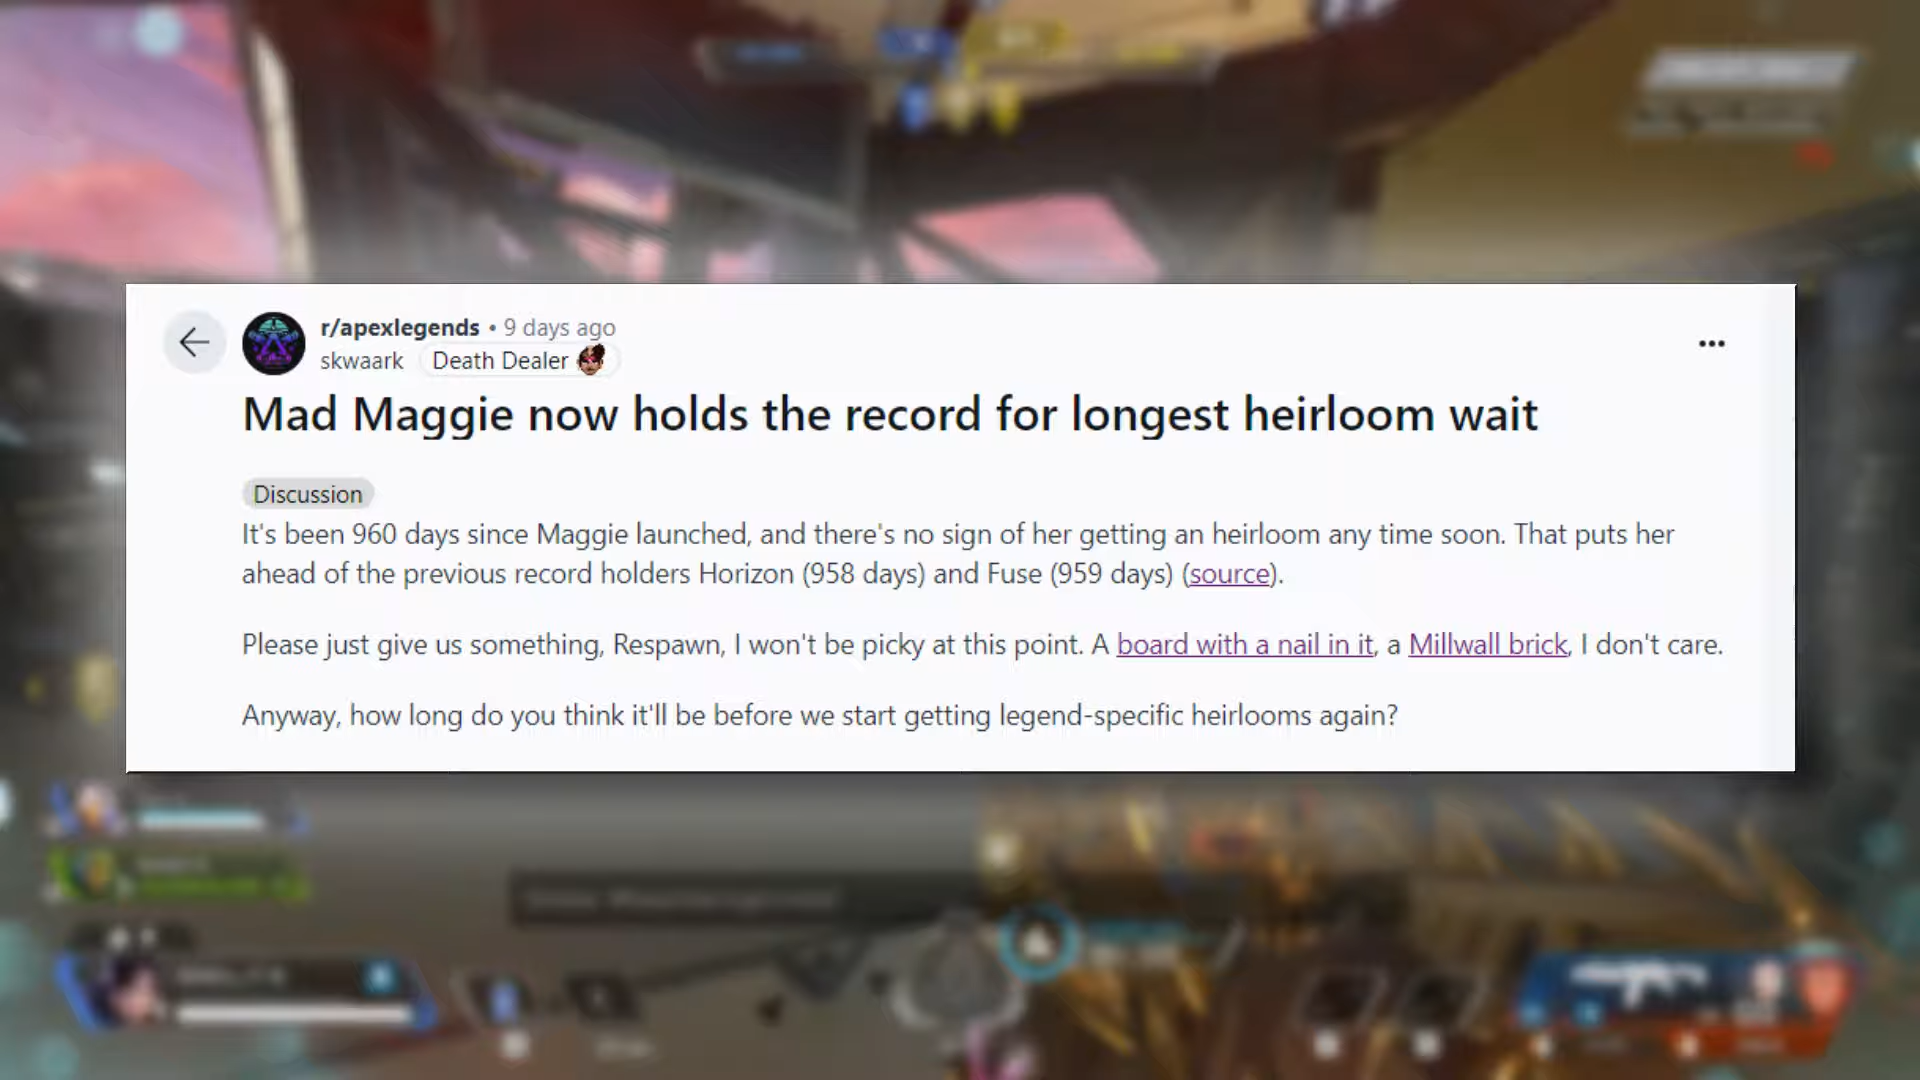 r/apexlegends • 9 days ago
skwaark Death Dealer
Mad Maggie now holds the record for longest heirloom wait
Discussion
It's been 960 days since Maggie launched, and there's no sign of her getting an heirloom any time soon. That puts her
ahead of the previous record holders Horizon (958 days) and Fuse (959 days) (source).
Please just give us something, Respawn, I won't be picky at this point. A board with a nail in it, a Millwall brick, I don't care.
Anyway, how long do you think it'll be before we start getting legend-specific heirlooms again?